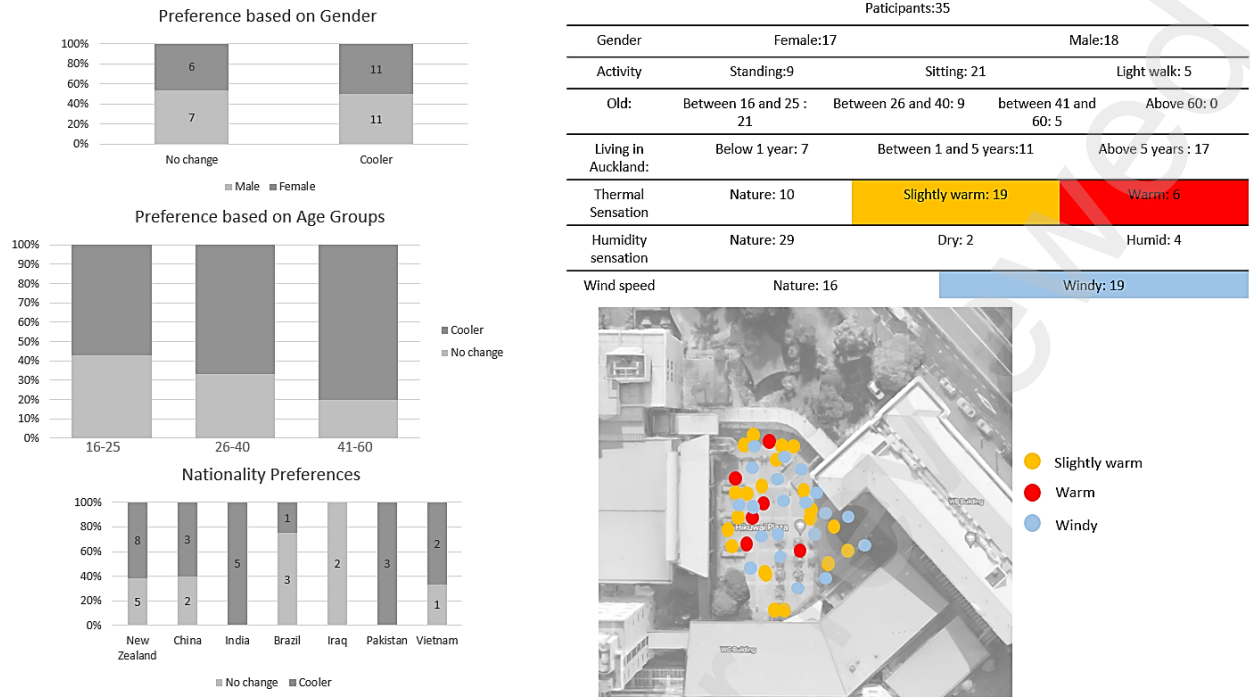 Preference based on Gender
100%
80%
60%
40%
20%
0%
6
7
11
11
No change
Cooler
Male
Female
Preference based on Age Groups
100%
90%
80%
70%
60%
50%
40%
30%
20%
10%
0%
16-25
26-40
41-60
Cooler
No change
Nationality Preferences
100%
80%
60%
40%
20%
0%
8
5
3
2
5
1
3
2
3
2
1
New
Zealand
China
India
Brazil
Iraq
Pakistan
Vietnam
No change
Cooler
Paticipants:35
Gender
Female:17
Male:18
Activity
Standing:9
Sitting: 21
Light walk: 5
Old:
Between 16 and 25 :
21
Between 26 and 40: 9
between 41 and
60: 5
Above 60: 0
Living in
Auckland:
Below 1 year: 7
Between 1 and 5 years:11
Above 5 years : 17
Thermal
Sensation
Nature: 10
Slightly warm: 19
Warm: 6
Humidity
sensation
Nature: 29
Dry: 2
Humid: 4
Wind speed
Nature: 16
Windy: 19
Hikuwai Plaza
WB Building
WC Building
Slightly warm
Warm
Windy